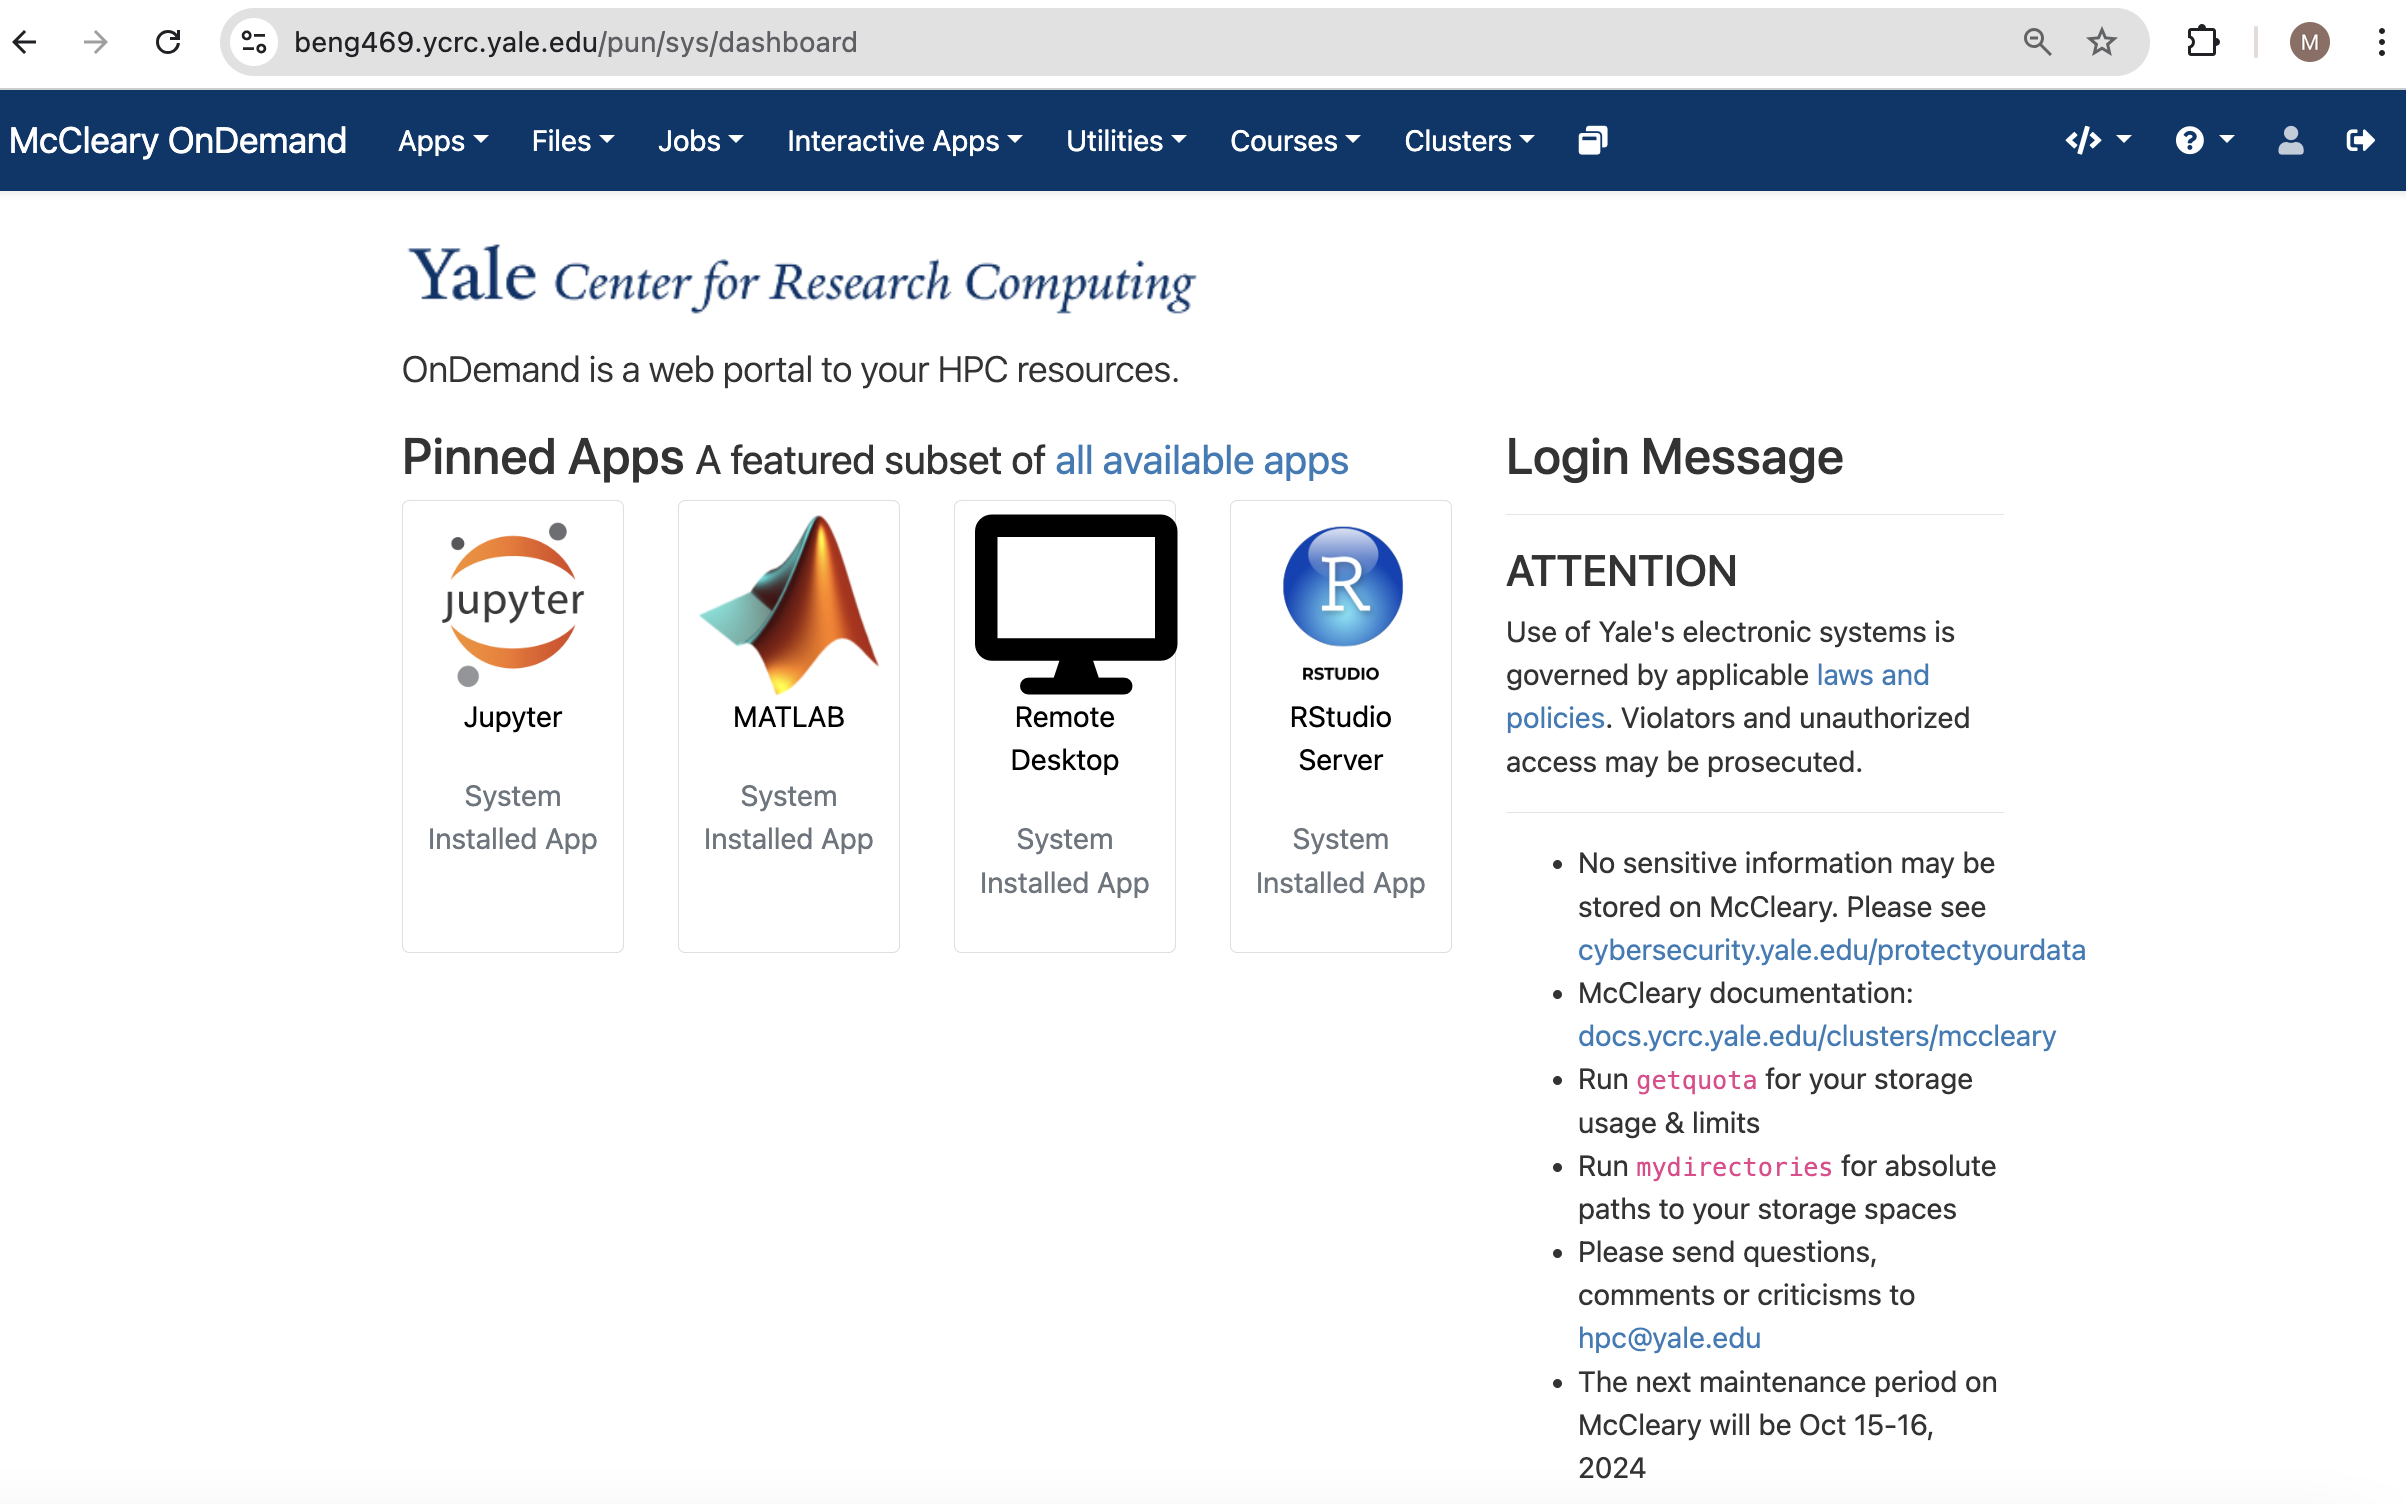 beng469.ycrc.yale.edu/pun/sys/dashboard
M
McCleary OnDemand Apps Files Jobs Interactive Apps Utilities Courses Clusters
Yale Center for Research Computing
OnDemand is a web portal to your HPC resources.
Pinned Apps A featured subset of all available apps
jupyter
Jupyter
System
Installed App
MATLAB
System
Installed App
Remote
Desktop
System
Installed App
R
RSTUDIO
RStudio
Server
System
Installed App
Login Message
ATTENTION
Use of Yale's electronic systems is
governed by applicable laws and
policies. Violators and unauthorized
access may be prosecuted.
• No sensitive information may be
stored on McCleary. Please see
cybersecurity.yale.edu/protectyourdata
• McCleary documentation:
docs.ycrc.yale.edu/clusters/mccleary
• Run getquota for your storage
usage & limits
• Run mydirectories for absolute
paths to your storage spaces
• Please send questions,
comments or criticisms to
hpc@yale.edu
• The next maintenance period on
McCleary will be Oct 15-16,
2024